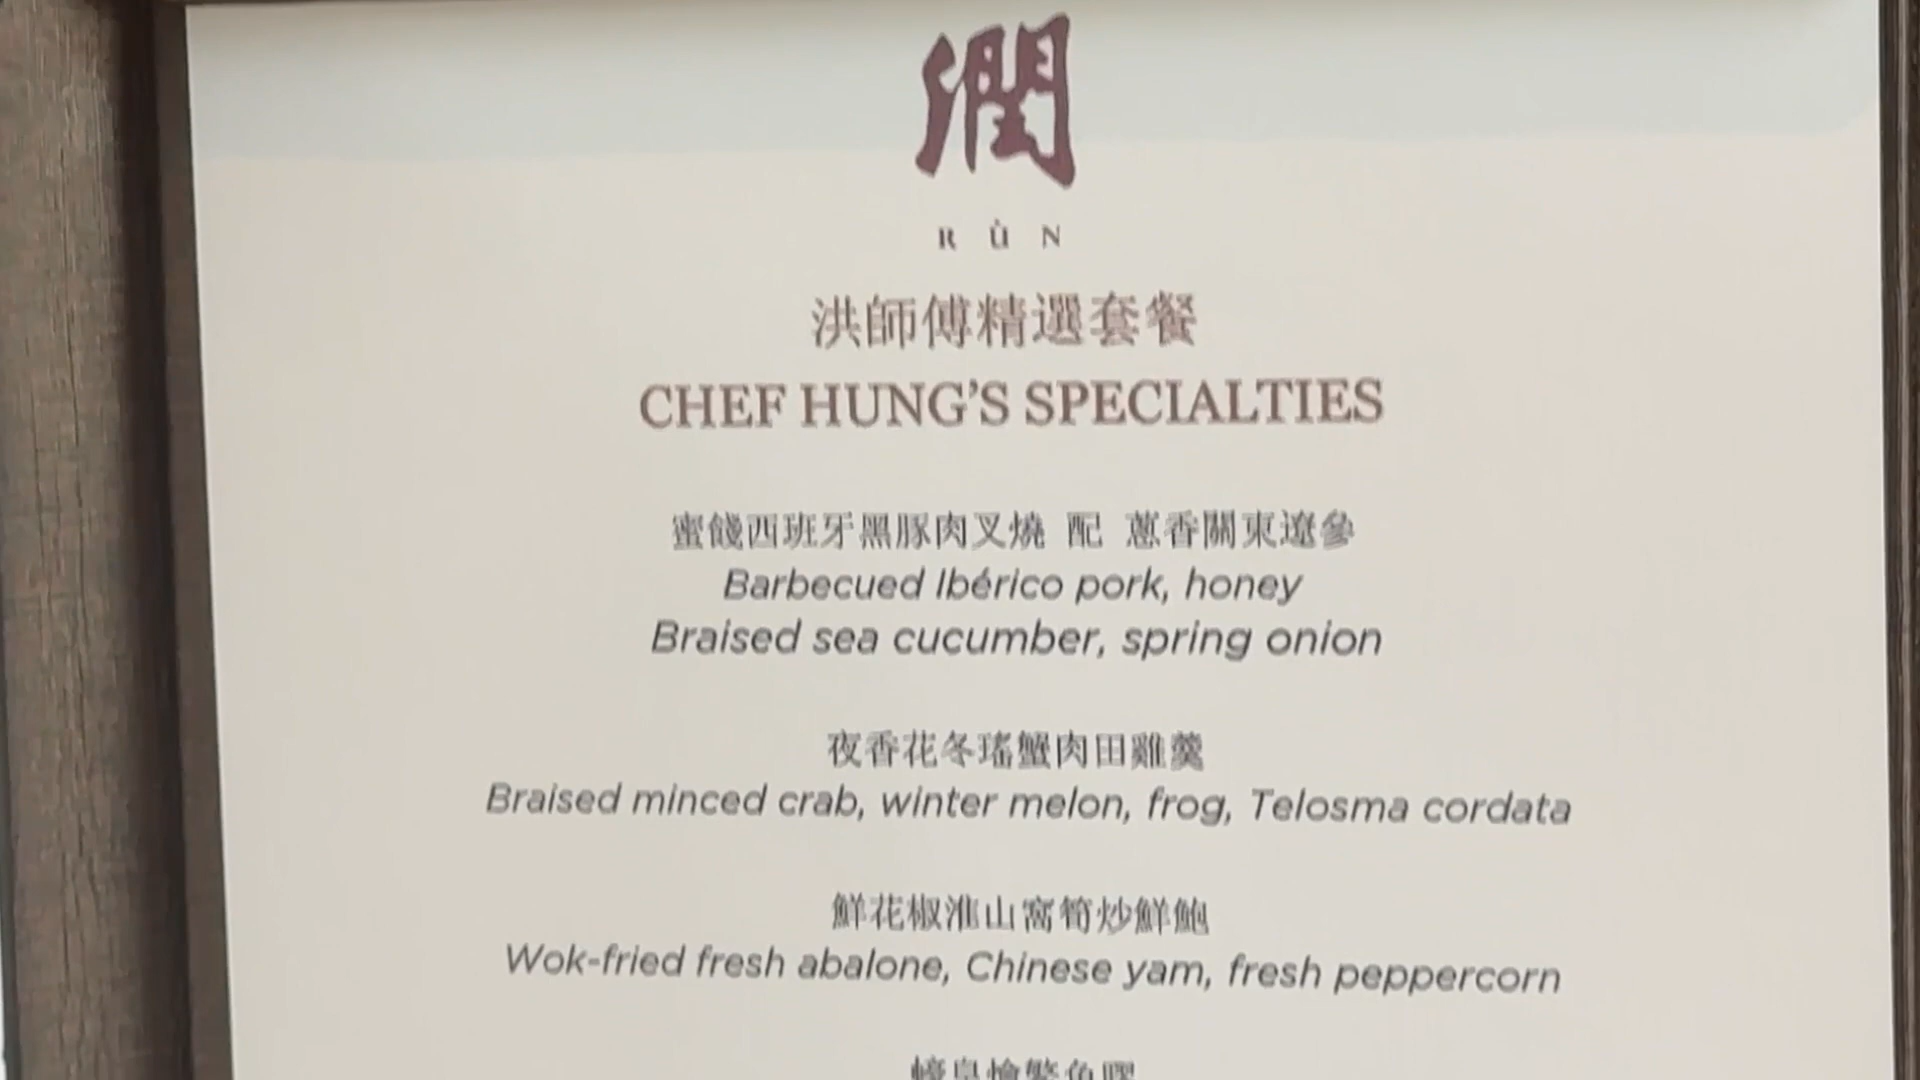 潤
RÙN
洪師傅精選套餐
CHEF HUNG'S SPECIALTIES
蜜餞西班牙黑豚肉叉燒 配 蔥香關東遼參
Barbecued Ibérico pork, honey
Braised sea cucumber, spring onion
夜香花冬瑤蟹肉田雞羹
Braised minced crab, winter melon, frog, Telosma cordata
鮮花椒淮山窩筍炒鮮鮑
Wok-fried fresh abalone, Chinese yam, fresh peppercorn